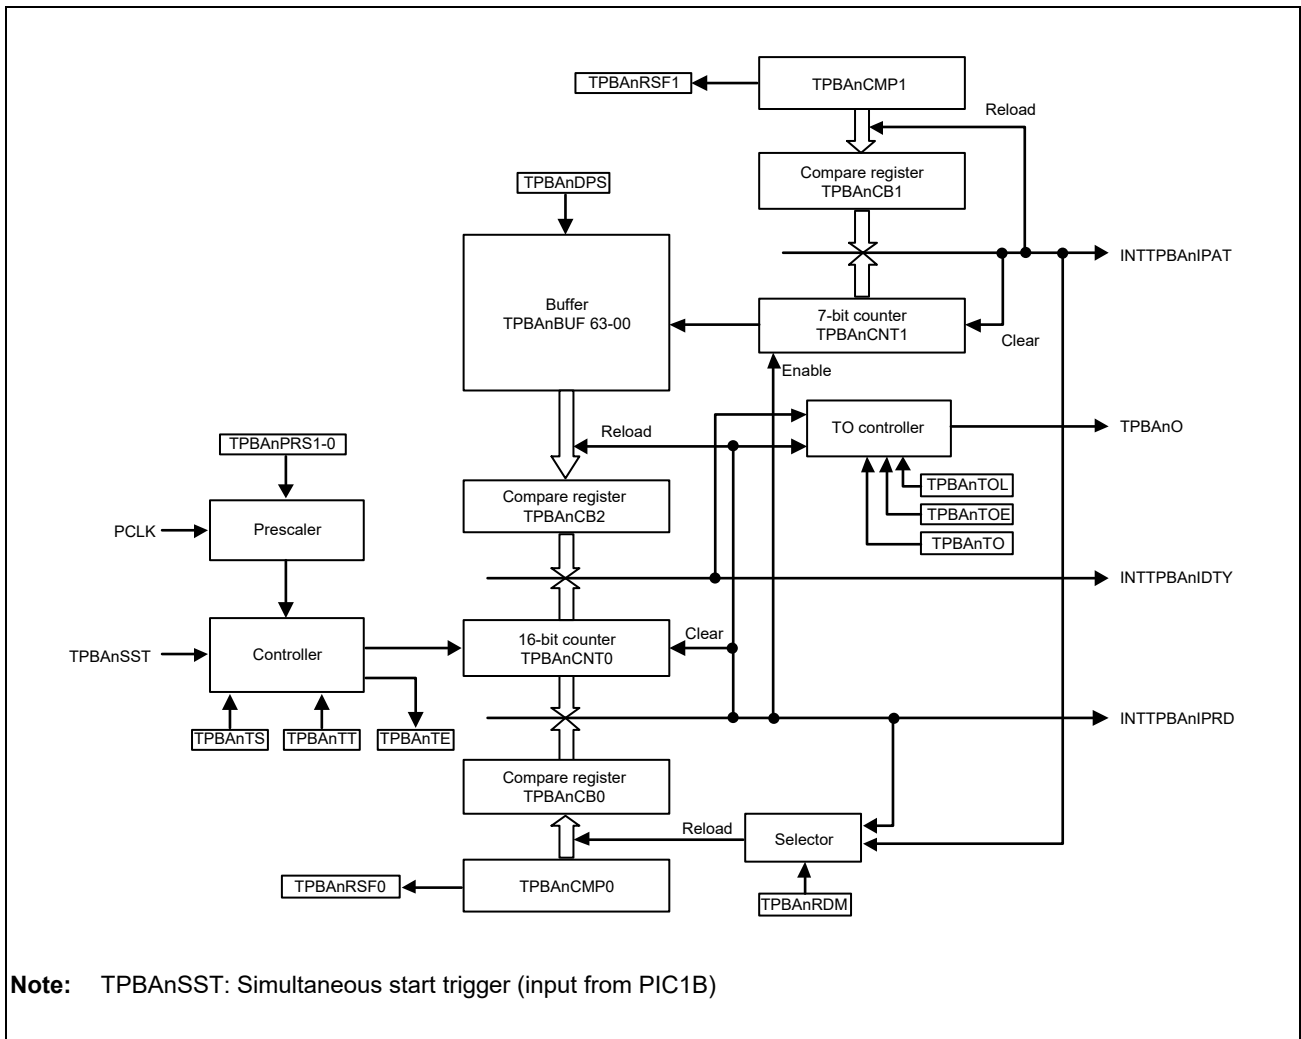 TPBAnRSF1
TPBAnCMP1
Reload
Compare register
TPBAnCB1
TPBAnDPS
INTTPBAnIPAT
Buffer
TPBAnBUF 63-00
7-bit counter
TPBAnCNT1
Clear
Enable
TO controller
TPBAnO
Reload
TPBAnPRS1-0
TPBAnTOL
TPBAnTOE
TPBAnTO
Compare register
TPBAnCB2
PCLK
Prescaler
INTTPBAnIDTY
TPBAnSST
Controller
16-bit counter
TPBAnCNT0
Clear
INTTPBAnIPRD
TPBAnTS
TPBAnTT
TPBAnTE
Compare register
TPBAnCB0
Reload
Selector
TPBAnRSF0
TPBAnCMP0
TPBAnRDM
Note: TPBAnSST: Simultaneous start trigger (input from PIC1B)